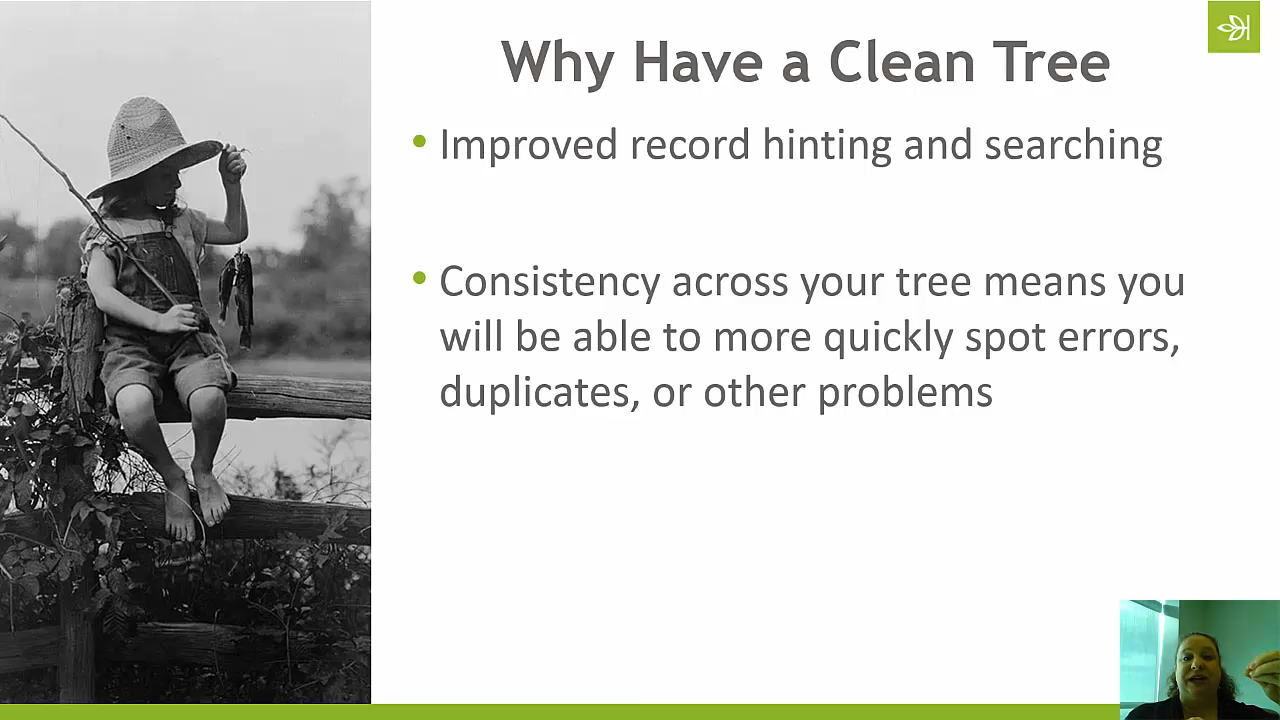 Why Have a Clean Tree
• Improved record hinting and searching
• Consistency across your tree means you
will be able to more quickly spot errors,
duplicates, or other problems